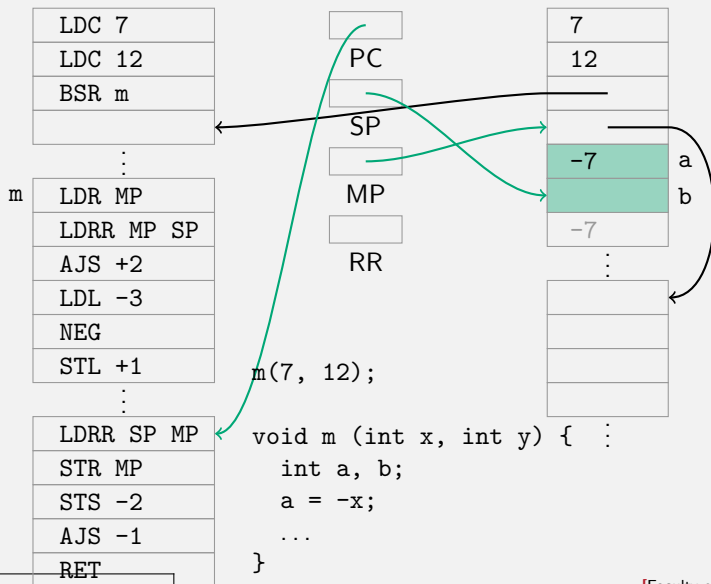 LDC 7
LDC 12
BSR m
⋮
m LDR MP
LDRR MP SP
AJS +2
LDL -3
NEG
STL +1
⋮
LDRR SP MP
STR MP
STS -2
AJS -1
RET
PC
SP
MP
RR
m(7, 12);
void m (int x, int y) {
int a, b;
a = -x;
...
}
7
12
-7 a
b
-7
⋮
⋮